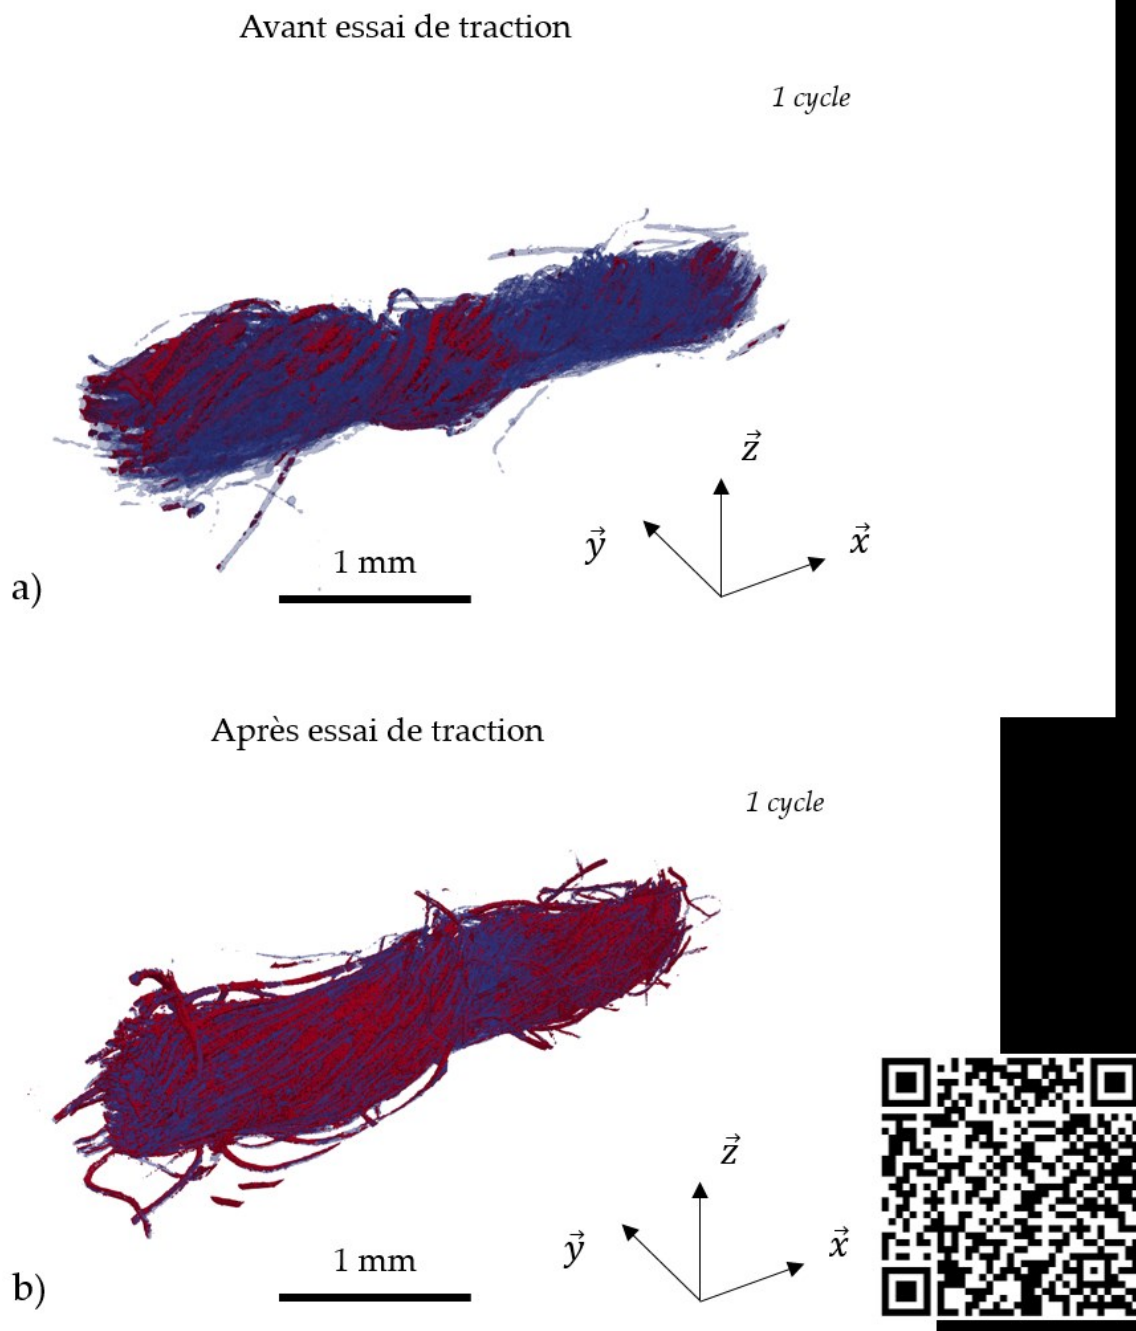 Avant essai de traction
1 cycle
z⃗
y⃗
x⃗
1 mm
a)
Après essai de traction
1 cycle
z⃗
y⃗
x⃗
1 mm
b)